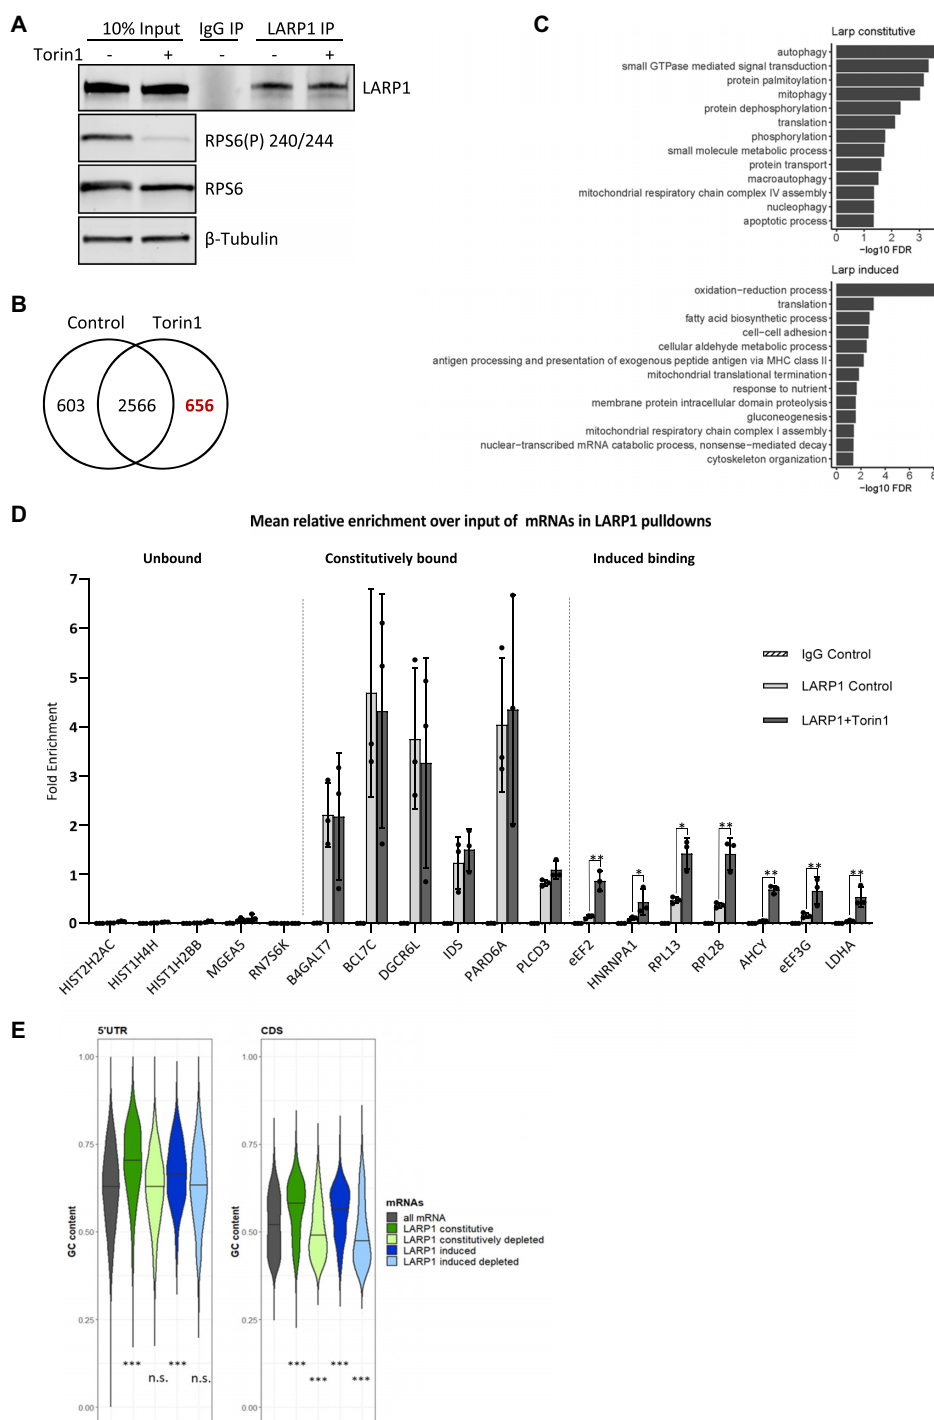 A
10% Input IgG IP LARP1 IP
Torin1 - + - - +
LARP1
RPS6(P) 240/244
RPS6
β-Tubulin
B
Control Torin1
603 2566 656
C
Larp constitutive
autophagy
small GTPase mediated signal transduction
protein palmitoylation
mitophagy
protein dephosphorylation
translation
phosphorylation
small molecule metabolic process
protein transport
macroautophagy
mitochondrial respiratory chain complex IV assembly
nucleophagy
apoptotic process
0 1 2 3
−log10 FDR
Larp induced
oxidation−reduction process
translation
fatty acid biosynthetic process
cell−cell adhesion
cellular aldehyde metabolic process
antigen processing and presentation of exogenous peptide antigen via MHC class II
mitochondrial translational termination
response to nutrient
membrane protein intracellular domain proteolysis
gluconeogenesis
mitochondrial respiratory chain complex I assembly
nuclear−transcribed mRNA catabolic process, nonsense−mediated decay
cytoskeleton organization
0 2 4 6 8
−log10 FDR
D
Mean relative enrichment over input of mRNAs in LARP1 pulldowns
Unbound Constitutively bound Induced binding
Fold Enrichment
7
6
5
4
3
2
1
0
IgG Control
LARP1 Control
LARP1+Torin1
** * * ** ** ** **
HIST2H2AC HIST1H4H HIST1H2BB MGEA5 RN7S6K B4GALT7 BCL7C DGCR6L IDS PARD6A PLCD3 eEF2 HNRNPA1 RPL13 RPL28 AHCY eEF3G LDHA
E
5'UTR
GC content
1.00
0.75
0.50
0.25
0.00
*** n.s. *** n.s.
CDS
GC content
1.00
0.75
0.50
0.25
0.00
*** *** *** ***
mRNAs
all mRNA
LARP1 constitutive
LARP1 constitutively depleted
LARP1 induced
LARP1 induced depleted